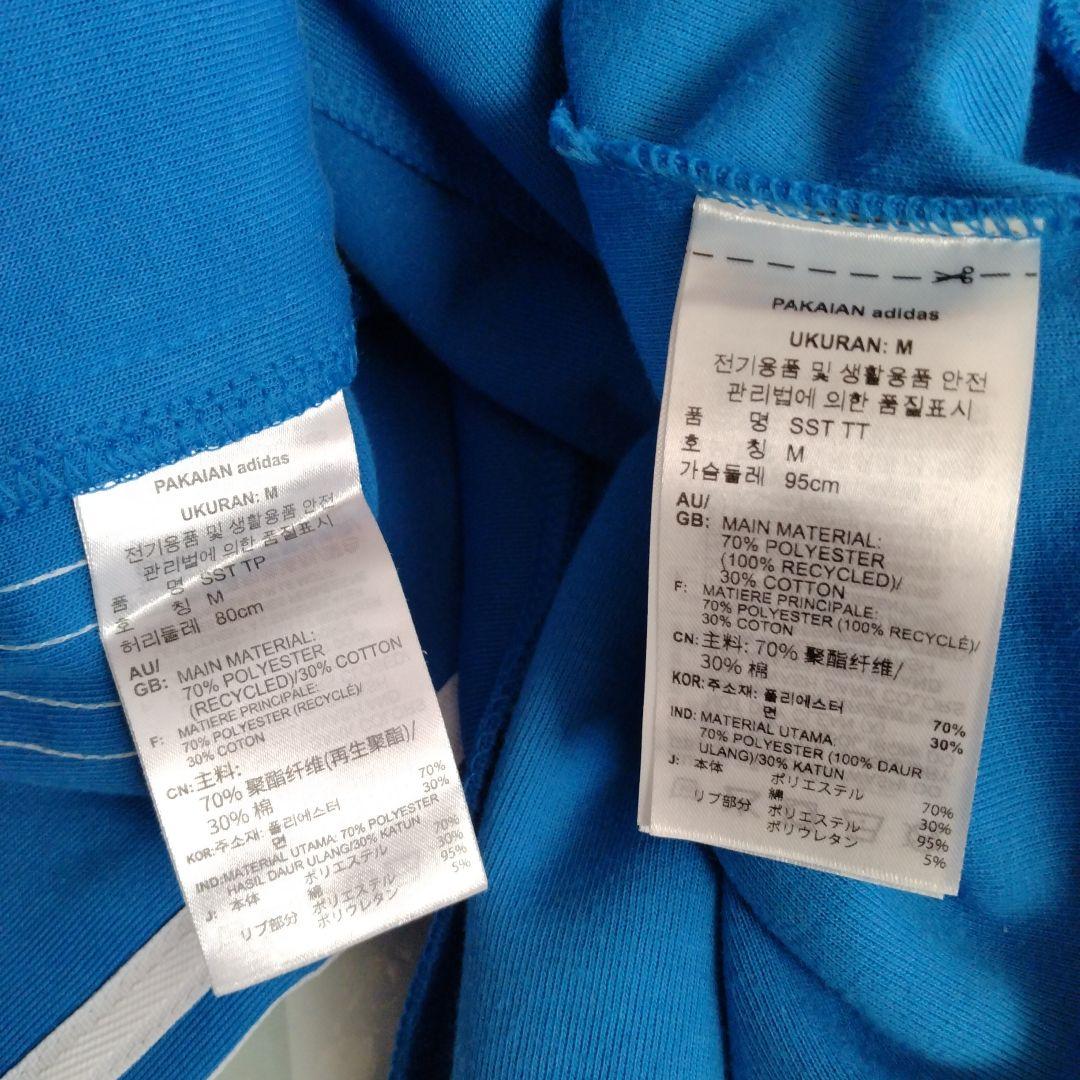 PAKAIAN adidas
UKURAN: M
전기용품 및 생활용품 안전
관리법에 의한 품질표시
품 명 SST TP
호 칭 M
허리둘레 80cm
AU/
GB: MAIN MATERIAL:
70% POLYESTER
(RECYCLED)/30% COTTON
F: MATIERE PRINCIPALE:
70% POLYESTER (RECYCLÉ)/
30% COTON
CN: 主料:
70% 聚酯纤维(再生聚酯)/
30% 棉
KOR: 주소재: 폴리에스터 70%
면 30%
IND: MATERIAL UTAMA: 70% POLYESTER
HASIL DAUR ULANG/30% KATUN
J: 本体 ポリエステル 70%
綿 30%
リブ部分 ポリエステル 95%
ポリウレタン 5%
PAKAIAN adidas
UKURAN: M
전기용품 및 생활용품 안전
관리법에 의한 품질표시
품 명 SST TT
호 칭 M
가슴둘레 95cm
AU/
GB: MAIN MATERIAL:
70% POLYESTER
(100% RECYCLED)/
30% COTTON
F: MATIERE PRINCIPALE:
70% POLYESTER (100% RECYCLÉ)/
30% COTON
CN: 主料: 70% 聚酯纤维/
30% 棉
KOR: 주소재: 폴리에스터 70%
면 30%
IND: MATERIAL UTAMA:
70% POLYESTER (100% DAUR
ULANG)/30% KATUN
J: 本体 ポリエステル 70%
綿 30%
リブ部分 ポリエステル 95%
ポリウレタン 5%